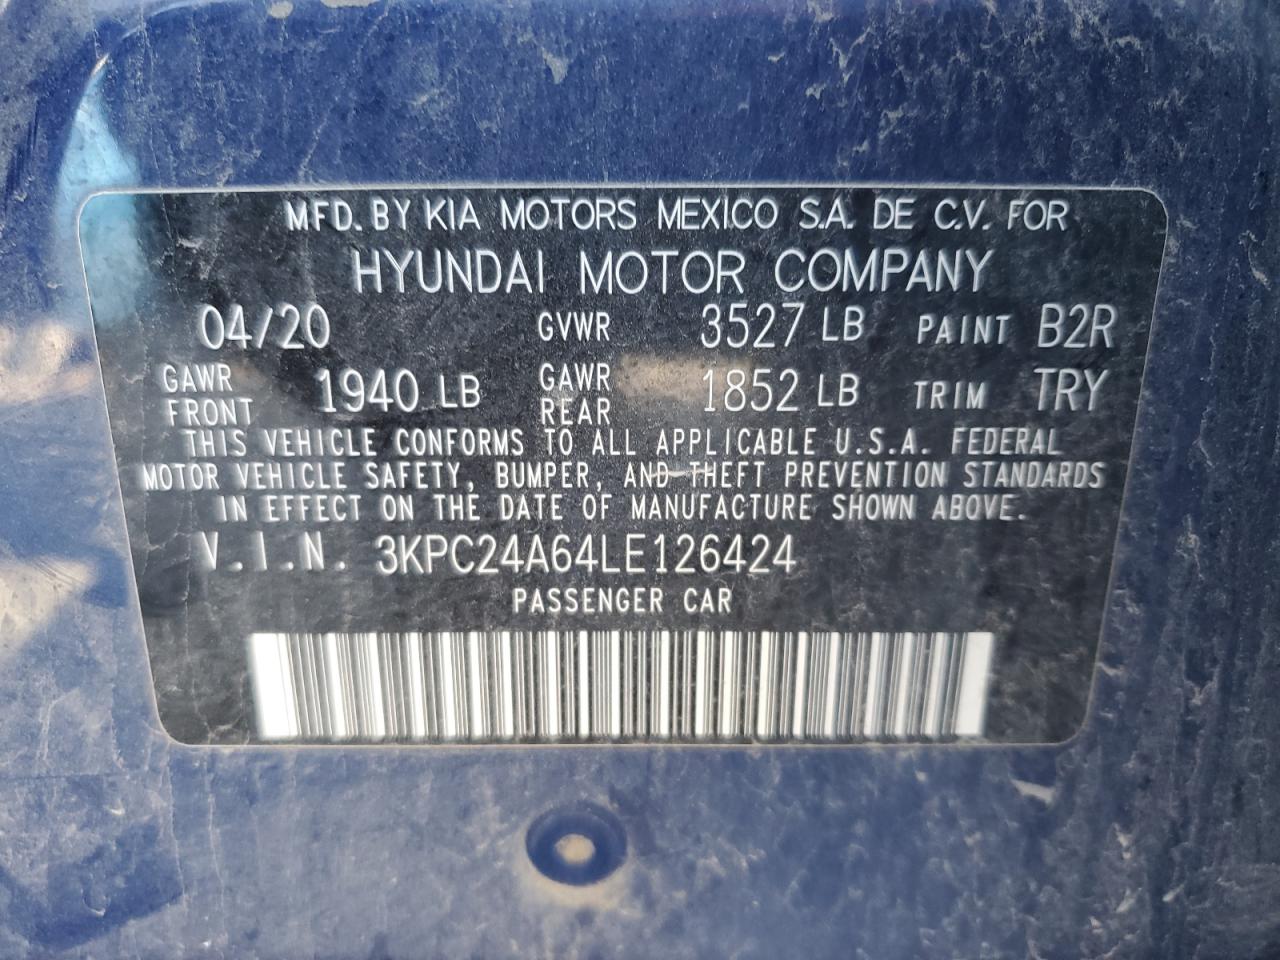 MFD. BY KIA MOTORS MEXICO S.A. DE C.V. FOR
HYUNDAI MOTOR COMPANY
04/20 GVWR 3527 LB PAINT B2R
GAWR FRONT 1940 LB GAWR REAR 1852 LB TRIM TRY
THIS VEHICLE CONFORMS TO ALL APPLICABLE U.S.A. FEDERAL
MOTOR VEHICLE SAFETY, BUMPER, AND THEFT PREVENTION STANDARDS
IN EFFECT ON THE DATE OF MANUFACTURE SHOWN ABOVE.
V.I.N. 3KPC24A64LE126424
PASSENGER CAR